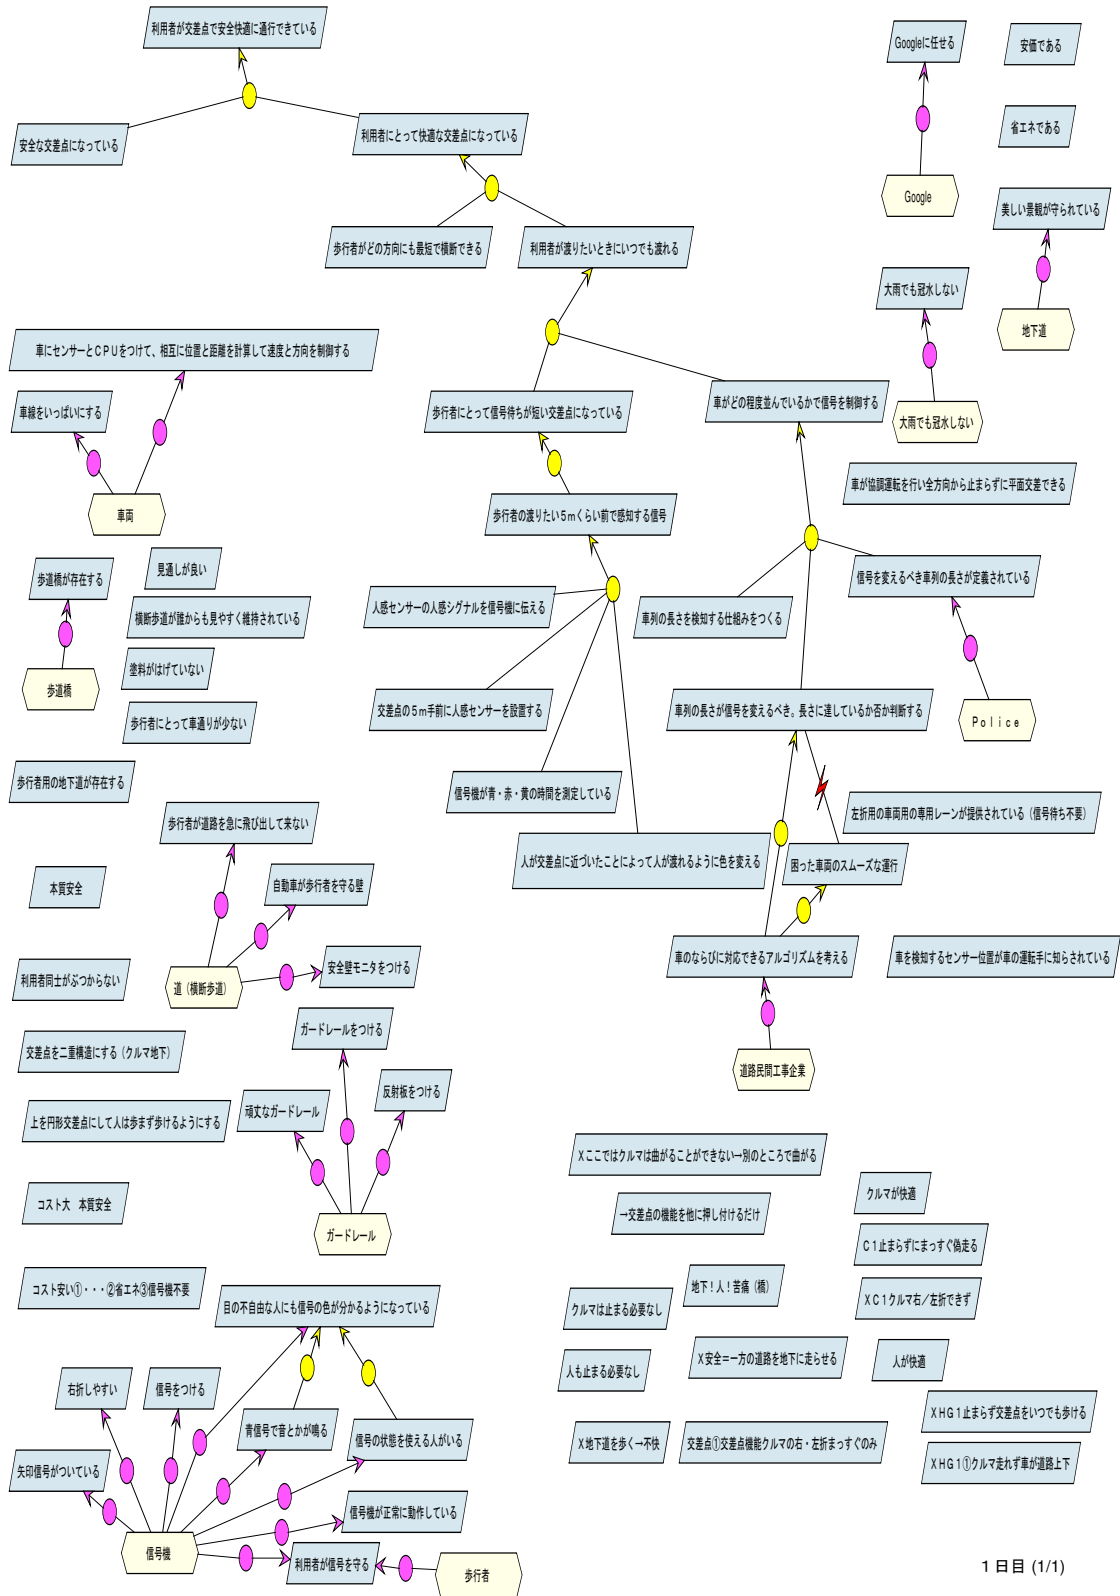 利用者が交差点で安全快適に通行できている
Googleに任せる
安価である
安全な交差点になっている
利用者にとって快適な交差点になっている
省エネである
Google
美しい景観が守られている
歩行者がどの方向にも最短で横断できる
利用者が渡りたいときにいつでも渡れる
大雨でも冠水しない
地下道
車にセンサーとCPUをつけて、相互に位置と距離を計算して速度と方向を制御する
車線をいっぱいにする
歩行者にとって信号待ちが短い交差点になっている
車がどの程度並んでいるかで信号を制御する
大雨でも冠水しない
車両
歩行者の渡りたい5mくらい前で感知する信号
車が協調運転を行い全方向から止まらずに平面交差できる
歩道橋が存在する
見通しが良い
人感センサーの人感シグナルを信号機に伝える
信号を変えるべき車列の長さが定義されている
横断歩道が誰からも見やすく維持されている
車列の長さを検知する仕組みをつくる
塗料がはげていない
歩道橋
歩行者にとって車通りが少ない
交差点の5m手前に人感センサーを設置する
車列の長さが信号を変えるべき。長さに達しているか否か判断する
Police
歩行者用の地下道が存在する
信号機が青・赤・黄の時間を測定している
歩行者が道路を急に飛び出して来ない
左折用の車両用の専用レーンが提供されている(信号待ち不要)
人が交差点に近づいたことによって人が渡れるように色を変える
困った車両のスムーズな運行
本質安全
自動車が歩行者を守る壁
利用者同士がぶつからない
道(横断歩道)
安全壁モニタをつける
車のならびに対応できるアルゴリズムを考える
車を検知するセンサー位置が車の運転手に知らされている
ガードレールをつける
交差点を二重構造にする(クルマ地下)
道路民間工事企業
頑丈なガードレール
反射板をつける
上を円形交差点にして人は歩まず歩けるようにする
Xここではクルマは曲がることができない→別のところで曲がる
コスト大 本質安全
→交差点の機能を他に押し付けるだけ
クルマが快適
ガードレール
C1止まらずにまっすぐ偽走る
コスト安い①・・・②省エネ③信号機不要
目の不自由な人にも信号の色が分かるようになっている
クルマは止まる必要なし
地下!人!苦痛(橋)
XC1クルマ右/左折できず
人も止まる必要なし
X安全=一方の道路を地下に走らせる
人が快適
右折しやすい
信号をつける
青信号で音とかが鳴る
信号の状態を使える人がいる
XHG1止まらず交差点をいつでも歩ける
矢印信号がついている
X地下道を歩く→不快
交差点①交差点機能クルマの右・左折まっすぐのみ
XHG1①クルマ走れず車が道路上下
信号機が正常に動作している
信号機
利用者が信号を守る
歩行者
1日目 (1/1)